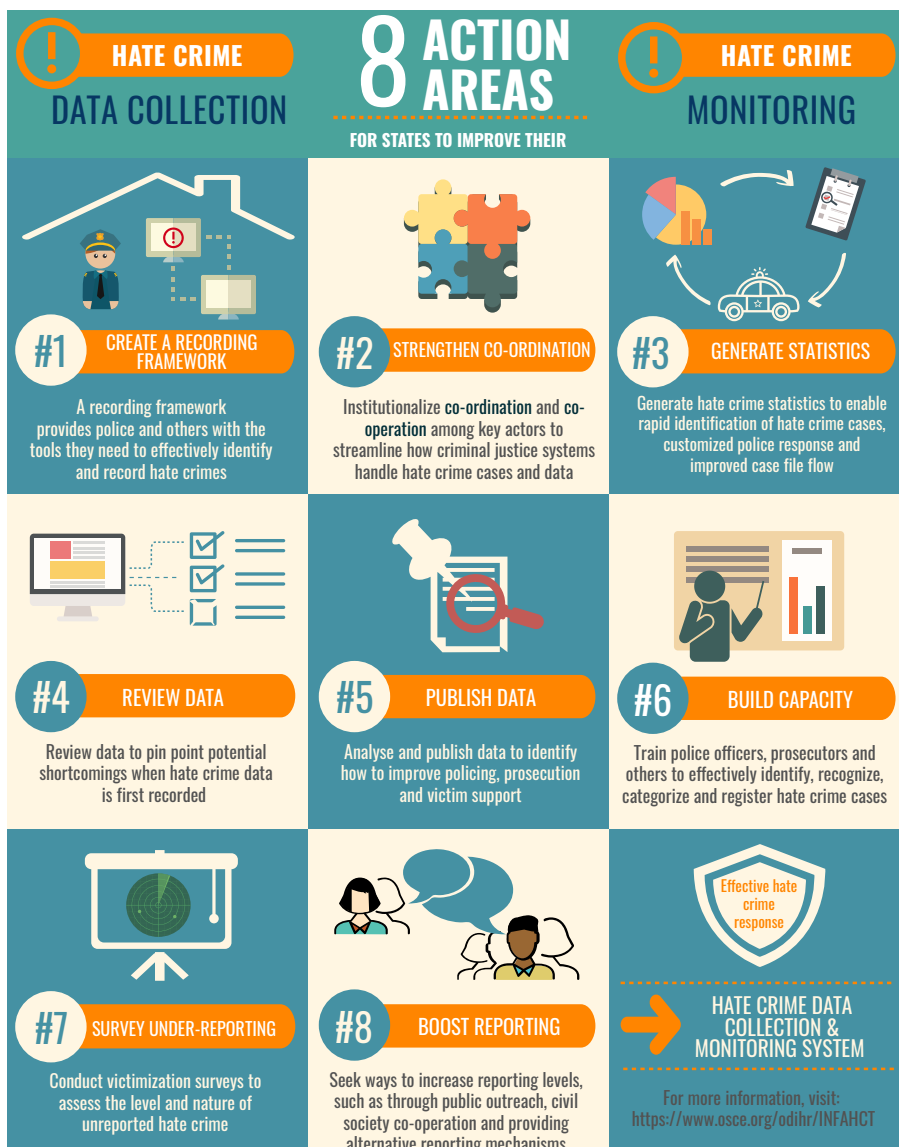 HATE CRIME
DATA COLLECTION
8 ACTION
AREAS
FOR STATES TO IMPROVE THEIR
HATE CRIME
MONITORING
#1
CREATE A RECORDING
FRAMEWORK
A recording framework
provides police and others with the
tools they need to effectively identify
and record hate crimes
#2
STRENGTHEN CO-ORDINATION
Institutionalize co-ordination and co-
operation among key actors to
streamline how criminal justice systems
handle hate crime cases and data
#3
GENERATE STATISTICS
Generate hate crime statistics to enable
rapid identification of hate crime cases,
customized police response and
improved case file flow
#4
REVIEW DATA
Review data to pin point potential
shortcomings when hate crime data
is first recorded
#5
PUBLISH DATA
Analyse and publish data to identify
how to improve policing, prosecution
and victim support
#6
BUILD CAPACITY
Train police officers, prosecutors and
others to effectively identify, recognize,
categorize and register hate crime cases
#7
SURVEY UNDER-REPORTING
Conduct victimization surveys to
assess the level and nature of
unreported hate crime
#8
BOOST REPORTING
Seek ways to increase reporting levels,
such as through public outreach, civil
society co-operation and providing
alternative reporting mechanisms
Effective hate
crime
response
HATE CRIME DATA
COLLECTION &
MONITORING SYSTEM
For more information, visit:
https://www.osce.org/odihr/INFAHCT